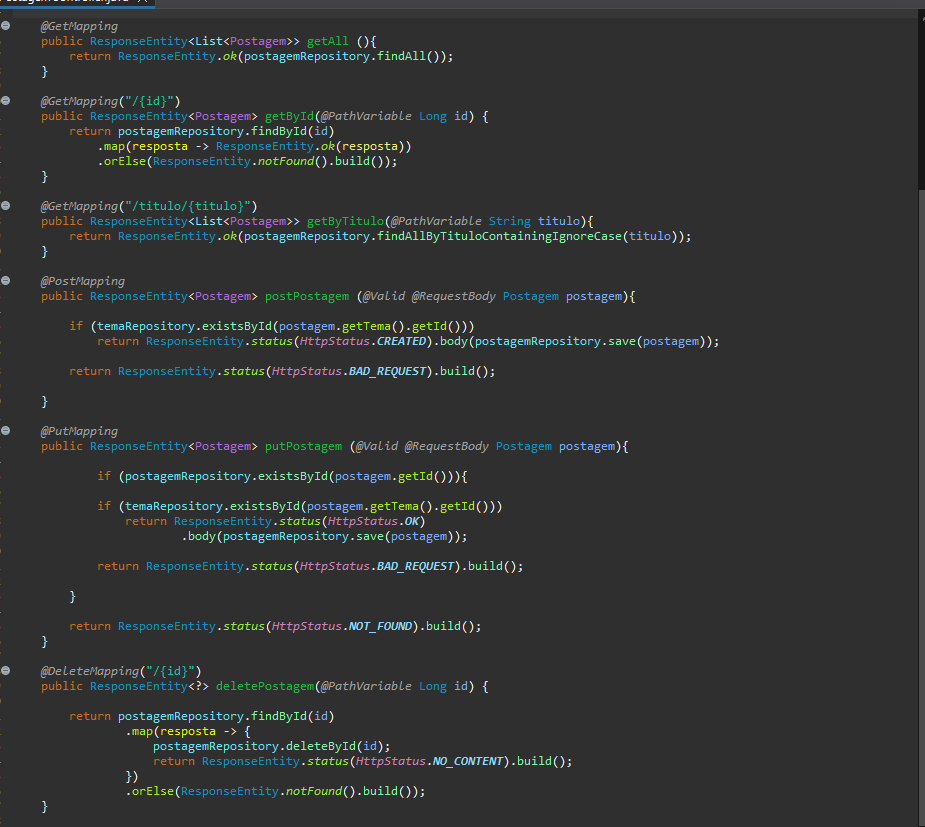 @GetMapping
public ResponseEntity<List<Postagem>> getAll (){
return ResponseEntity.ok(postagemRepository.findAll());
}
@GetMapping("/{id}")
public ResponseEntity<Postagem> getById(@PathVariable Long id) {
return postagemRepository.findById(id)
.map(resposta -> ResponseEntity.ok(resposta))
.orElse(ResponseEntity.notFound().build());
}
@GetMapping("/titulo/{titulo}")
public ResponseEntity<List<Postagem>> getByTitulo(@PathVariable String titulo){
return ResponseEntity.ok(postagemRepository.findAllByTituloContainingIgnoreCase(titulo));
}
@PostMapping
public ResponseEntity<Postagem> postPostagem (@Valid @RequestBody Postagem postagem){
if (temaRepository.existsById(postagem.getTema().getId()))
return ResponseEntity.status(HttpStatus.CREATED).body(postagemRepository.save(postagem));
return ResponseEntity.status(HttpStatus.BAD_REQUEST).build();
}
@PutMapping
public ResponseEntity<Postagem> putPostagem (@Valid @RequestBody Postagem postagem){
if (postagemRepository.existsById(postagem.getId())){
if (temaRepository.existsById(postagem.getTema().getId()))
return ResponseEntity.status(HttpStatus.OK)
.body(postagemRepository.save(postagem));
return ResponseEntity.status(HttpStatus.BAD_REQUEST).build();
}
return ResponseEntity.status(HttpStatus.NOT_FOUND).build();
}
@DeleteMapping("/{id}")
public ResponseEntity<?> deletePostagem(@PathVariable Long id) {
return postagemRepository.findById(id)
.map(resposta -> {
postagemRepository.deleteById(id);
return ResponseEntity.status(HttpStatus.NO_CONTENT).build();
})
.orElse(ResponseEntity.notFound().build());
}